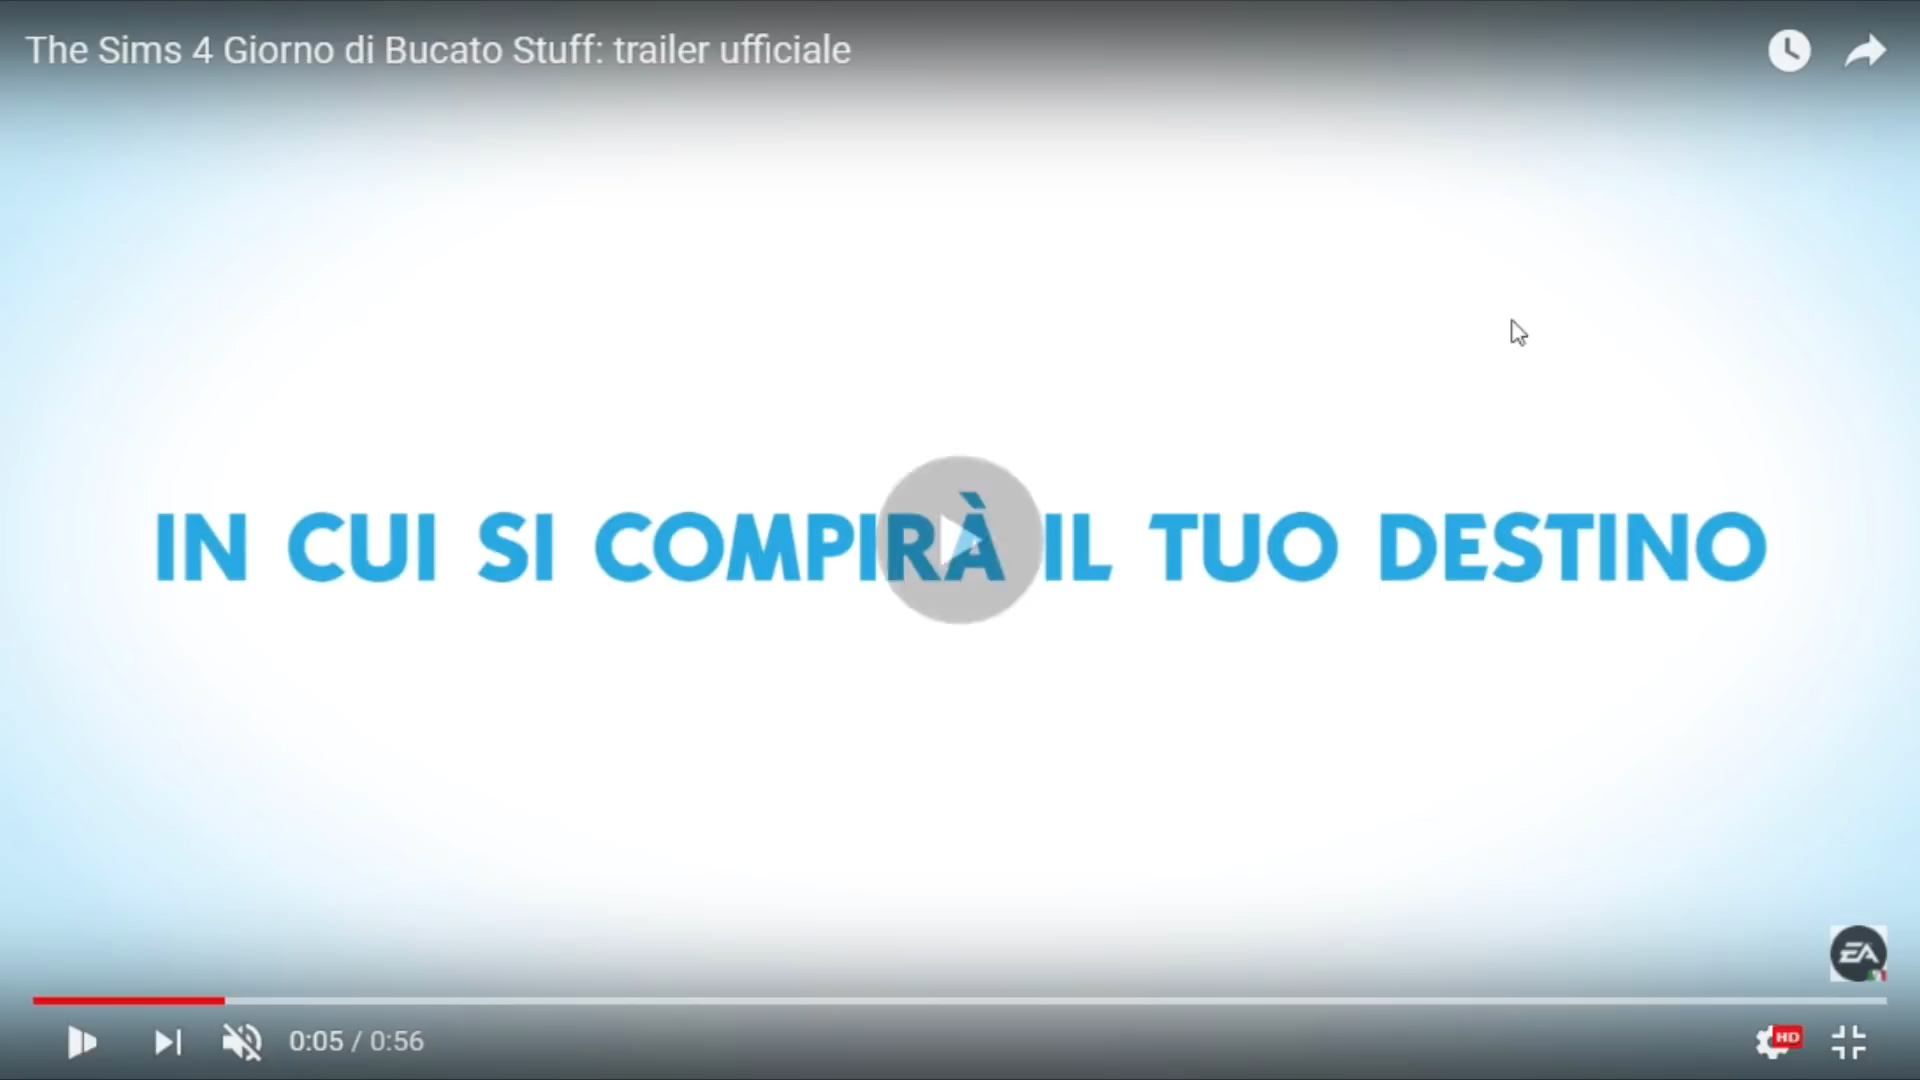 The Sims 4 Giorno di Bucato Stuff: trailer ufficiale
IN CUI SI COMPIRÀ IL TUO DESTINO
EA
0:05 / 0:56
HD